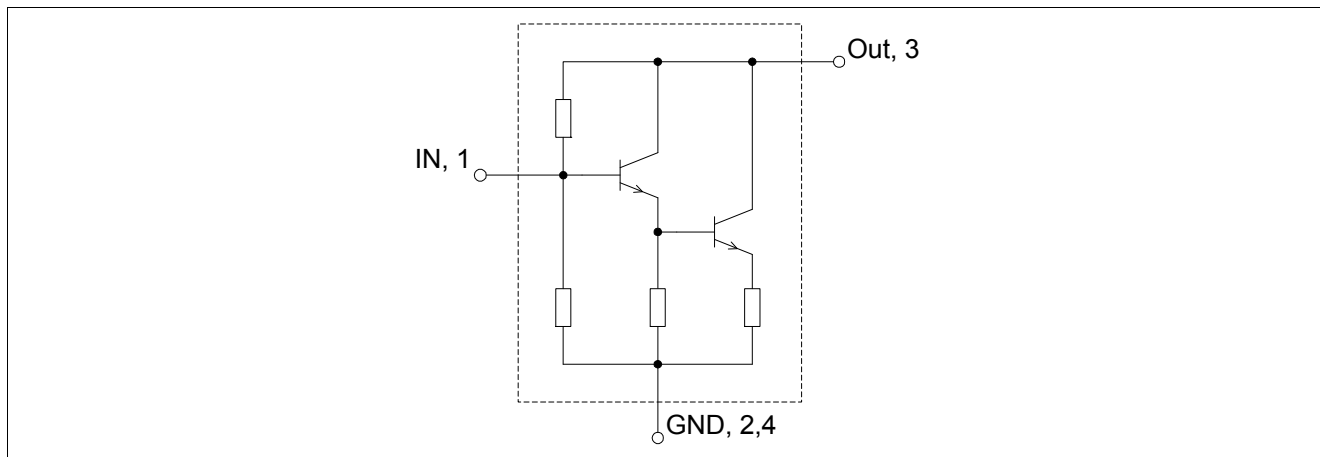 Out, 3
IN, 1
GND, 2,4